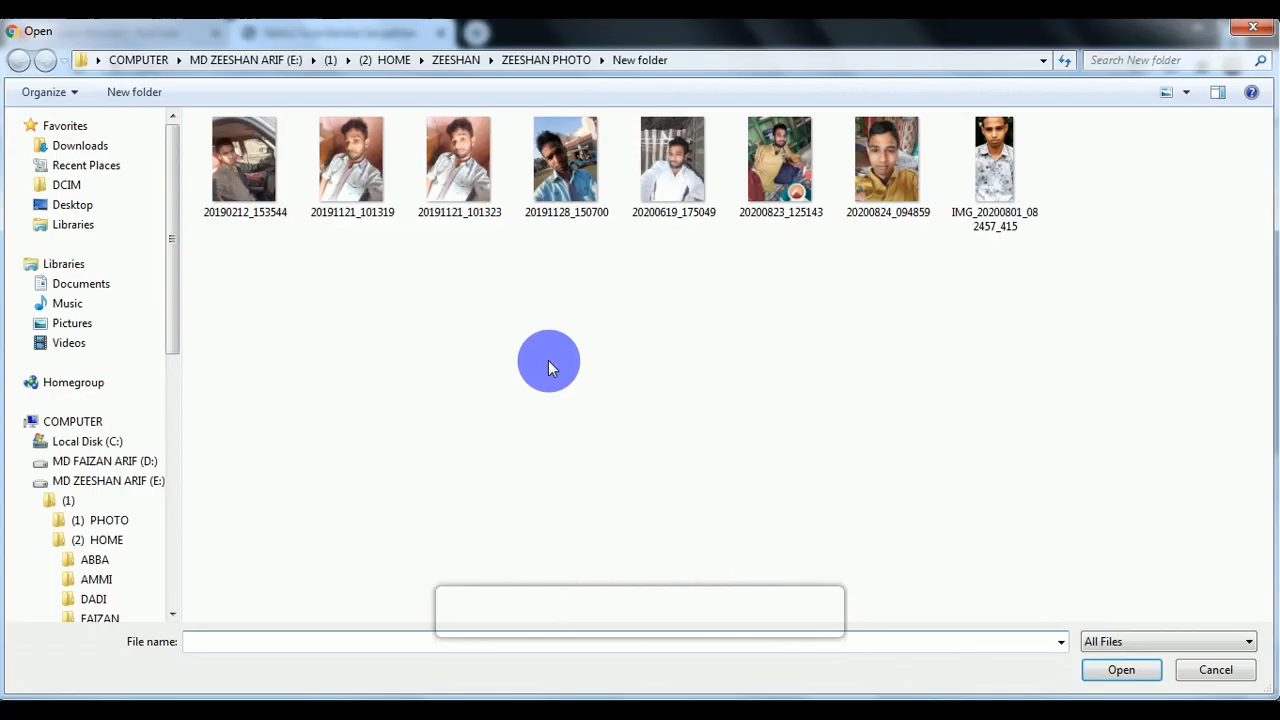 Open
COMPUTER MD ZEESHAN ARIF (E:) (1) (2) HOME ZEESHAN ZEESHAN PHOTO New folder Search New folder
Organize New folder
Favorites
Downloads
Recent Places
DCIM
Desktop
Libraries
Libraries
Documents
Music
Pictures
Videos
Homegroup
COMPUTER
Local Disk (C:)
MD FAIZAN ARIF (D:)
MD ZEESHAN ARIF (E:)
(1)
(1) PHOTO
(2) HOME
ABBA
AMMI
DADI
FAIZAN
20190212_153544 20191121_101319 20191121_101323 20191128_150700 20200619_175049 20200823_125143 20200824_094859 IMG_20200801_08
2457_415
File name: All Files
Open Cancel